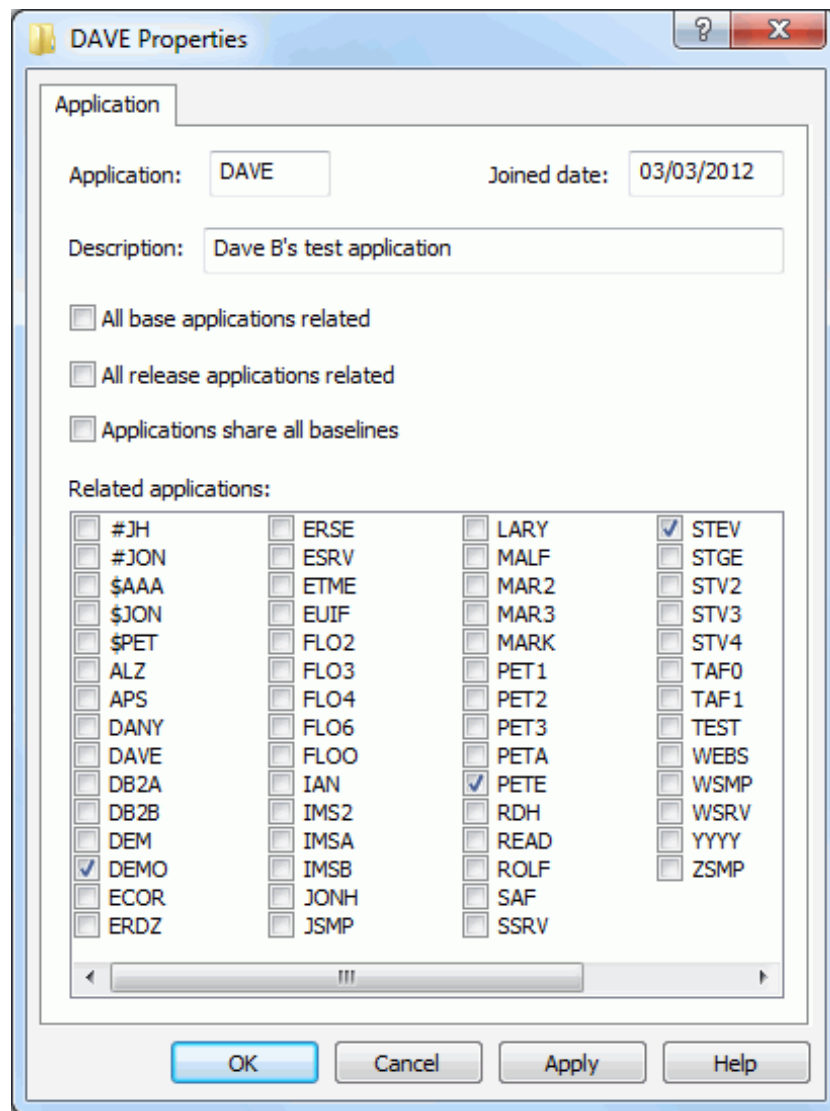 DAVE Properties
Application
Application: DAVE Joined date: 03/03/2012
Description: Dave B's test application
All base applications related
All release applications related
Applications share all baselines
Related applications:
#JH ERSE LARY STEV
#JON ESRV MALF STGE
$AAA ETME MAR2 STV2
$JON EUIF MAR3 STV3
$PET FLO2 MARK STV4
ALZ FLO3 PET1 TAF0
APS FLO4 PET2 TAF1
DANY FLO6 PET3 TEST
DAVE FLOO PETA WEBS
DB2A IAN PETE WSMP
DB2B IMS2 RDH WSRV
DEM IMSA READ YYYY
DEMO IMSB ROLF ZSMP
ECOR JONH SAF
ERDZ JSMP SSRV
OK Cancel Apply Help